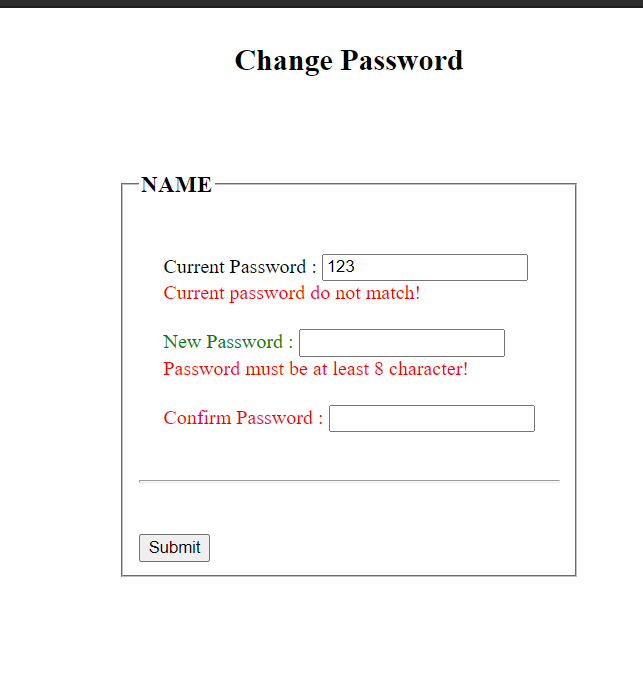 Change Password
NAME
Current Password : 123
Current password do not match!
New Password :
Password must be at least 8 character!
Confirm Password :
Submit